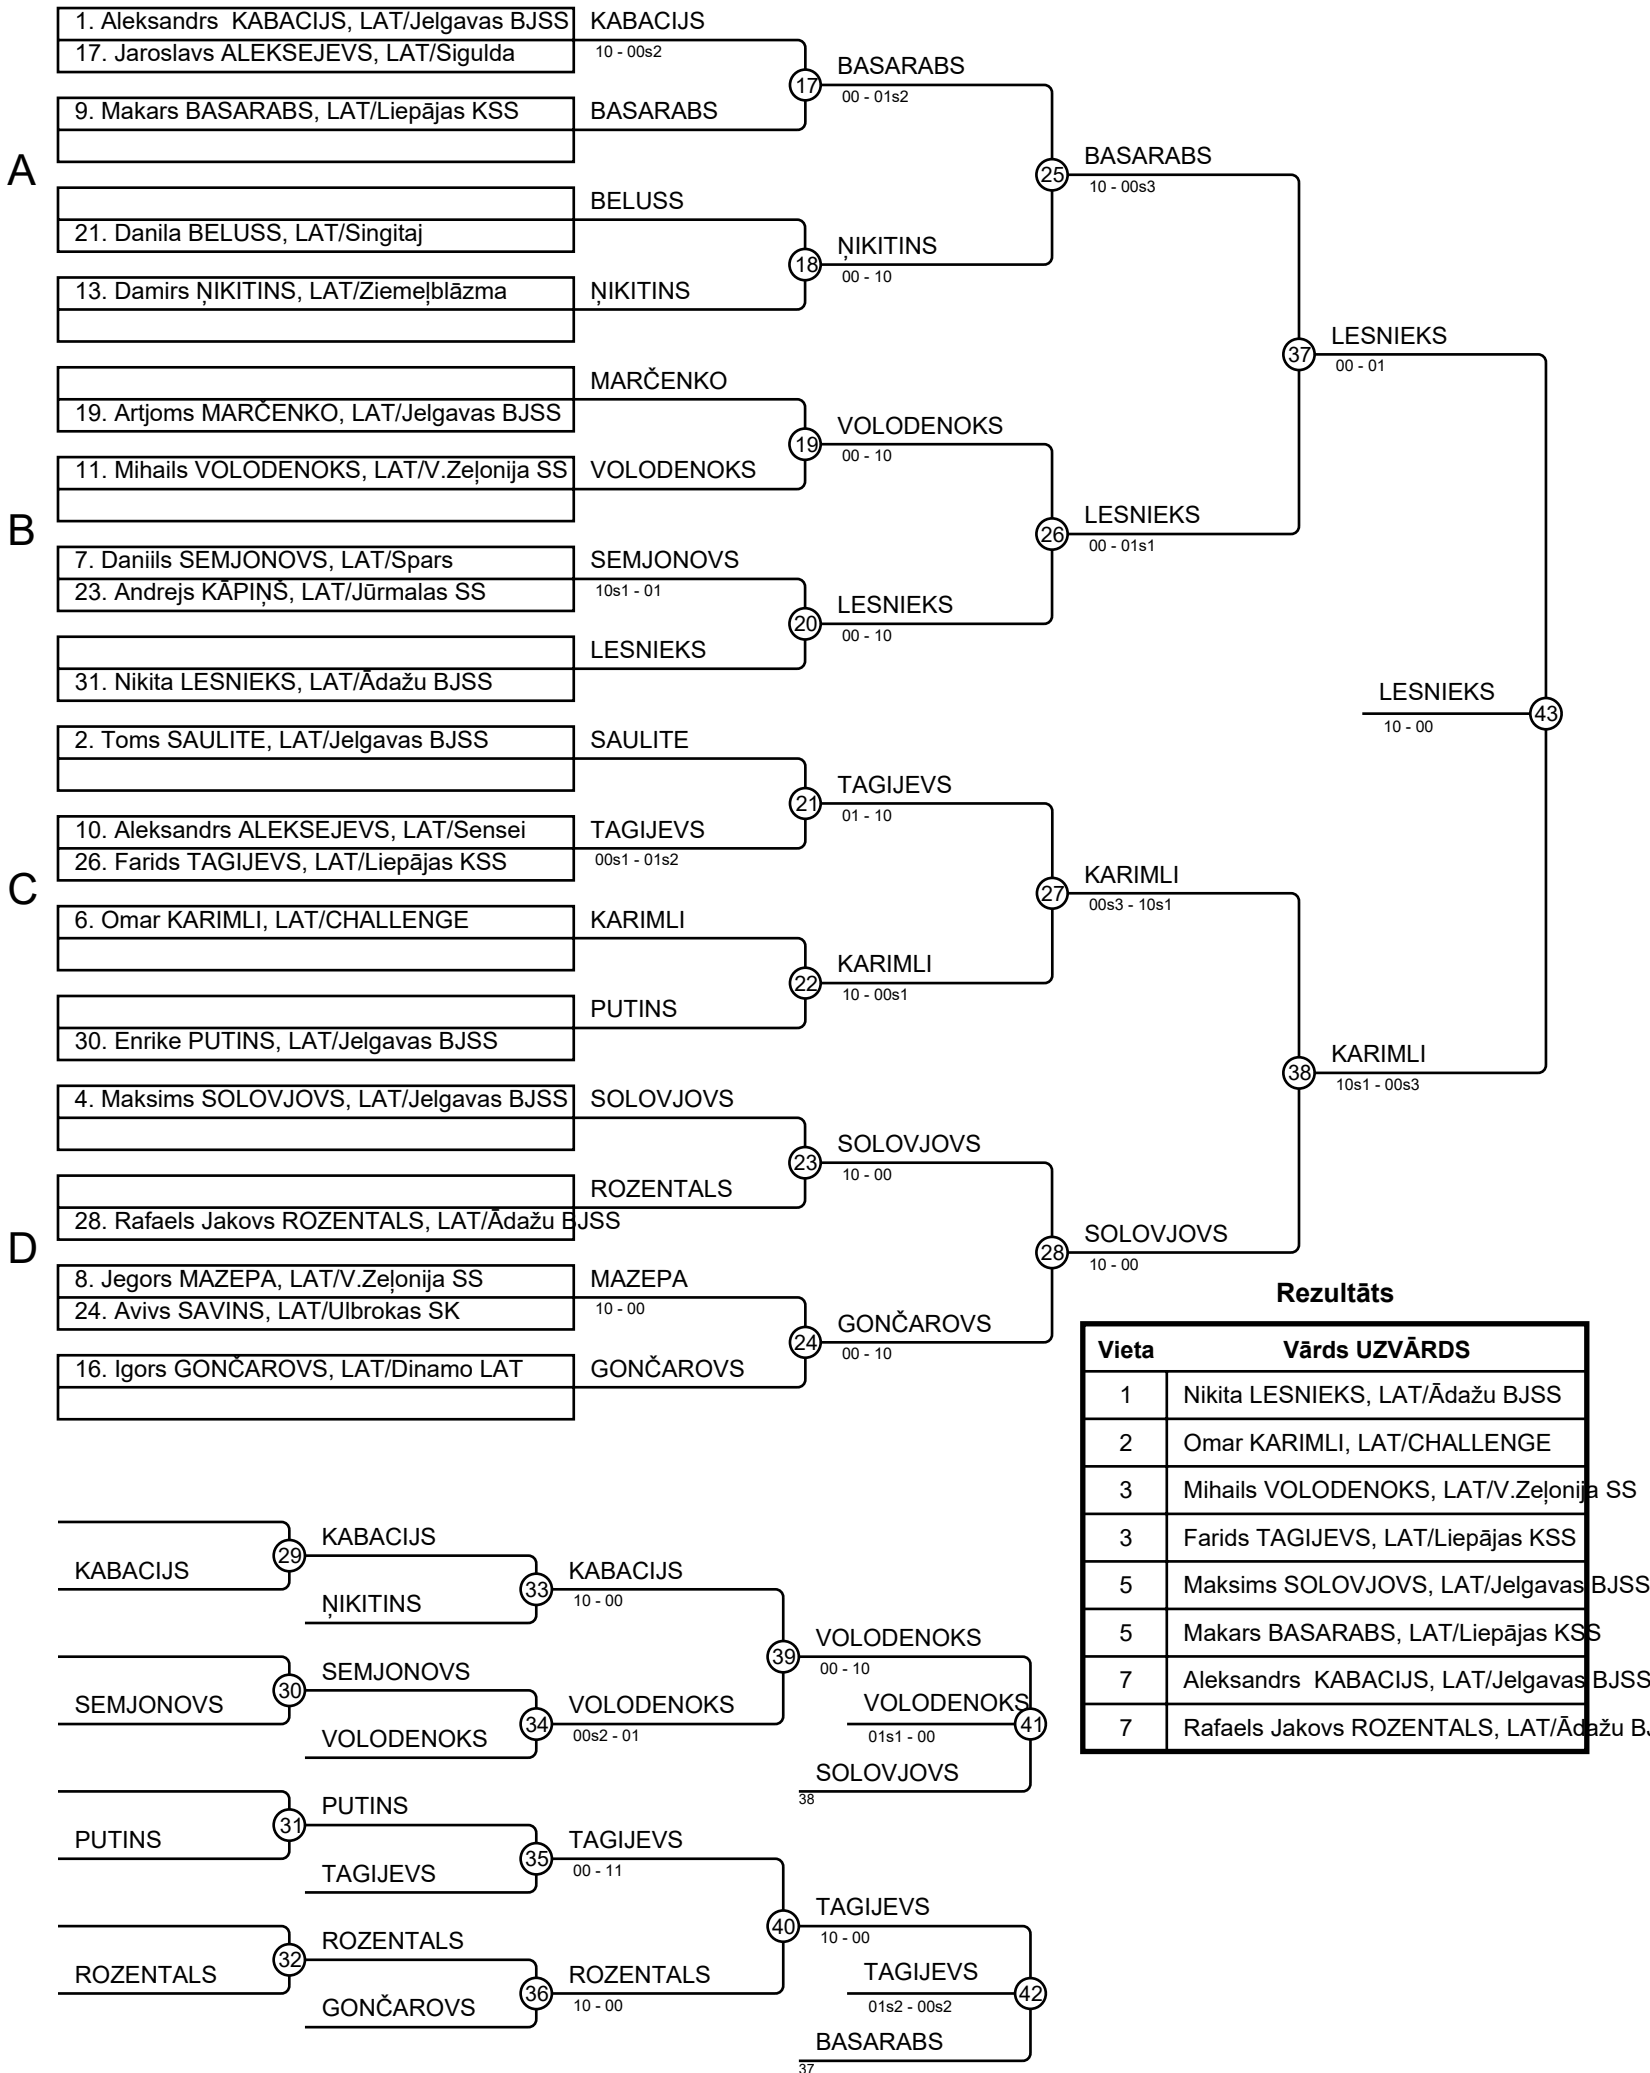 1. Aleksandrs  KABACIJS, LAT/Jelgavas BJSS
17. Jaroslavs ALEKSEJEVS, LAT/Sigulda
KABACIJS
10 - 00s2
9. Makars BASARABS, LAT/Liepājas KSS
BASARABS
17
BASARABS
00 - 01s2
A
BELUSS
21. Danila BELUSS, LAT/Singitaj
13. Damirs ŅIKITINS, LAT/Ziemeļblāzma
ŅIKITINS
18
ŅIKITINS
00 - 10
25
BASARABS
10 - 00s3
MARČENKO
19. Artjoms MARČENKO, LAT/Jelgavas BJSS
11. Mihails VOLODENOKS, LAT/V.Zeļonija SS
VOLODENOKS
19
VOLODENOKS
00 - 10
B
7. Daniils SEMJONOVS, LAT/Spars
23. Andrejs KĀPIŅŠ, LAT/Jūrmalas SS
SEMJONOVS
10s1 - 01
LESNIEKS
31. Nikita LESNIEKS, LAT/Ādažu BJSS
20
LESNIEKS
00 - 10
26
LESNIEKS
00 - 01s1
37
LESNIEKS
00 - 01
LESNIEKS
10 - 00
43
2. Toms SAULITE, LAT/Jelgavas BJSS
SAULITE
10. Aleksandrs ALEKSEJEVS, LAT/Sensei
26. Farids TAGIJEVS, LAT/Liepājas KSS
TAGIJEVS
00s1 - 01s2
21
TAGIJEVS
01 - 10
C
6. Omar KARIMLI, LAT/CHALLENGE
KARIMLI
PUTINS
30. Enrike PUTINS, LAT/Jelgavas BJSS
22
KARIMLI
10 - 00s1
27
KARIMLI
00s3 - 10s1
4. Maksims SOLOVJOVS, LAT/Jelgavas BJSS
SOLOVJOVS
ROZENTALS
28. Rafaels Jakovs ROZENTALS, LAT/Ādažu BJSS
23
SOLOVJOVS
10 - 00
D
8. Jegors MAZEPA, LAT/V.Zeļonija SS
24. Avivs SAVINS, LAT/Ulbrokas SK
MAZEPA
10 - 00
16. Igors GONČAROVS, LAT/Dinamo LAT
GONČAROVS
24
GONČAROVS
00 - 10
28
SOLOVJOVS
10 - 00
38
KARIMLI
10s1 - 00s3
Rezultāts
Vieta Vārds UZVĀRDS
1 Nikita LESNIEKS, LAT/Ādažu BJSS
2 Omar KARIMLI, LAT/CHALLENGE
3 Mihails VOLODENOKS, LAT/V.Zeļonija SS
3 Farids TAGIJEVS, LAT/Liepājas KSS
5 Maksims SOLOVJOVS, LAT/Jelgavas BJSS
5 Makars BASARABS, LAT/Liepājas KSS
7 Aleksandrs  KABACIJS, LAT/Jelgavas BJSS
7 Rafaels Jakovs ROZENTALS, LAT/Ādažu
KABACIJS
29
KABACIJS
ŅIKITINS
33
KABACIJS
10 - 00
SEMJONOVS
30
SEMJONOVS
VOLODENOKS
34
VOLODENOKS
00s2 - 01
39
VOLODENOKS
00 - 10
VOLODENOKS
01s1 - 00
41
SOLOVJOVS
38
PUTINS
31
PUTINS
TAGIJEVS
35
TAGIJEVS
00 - 11
ROZENTALS
32
ROZENTALS
GONČAROVS
36
ROZENTALS
10 - 00
40
TAGIJEVS
10 - 00
TAGIJEVS
01s2 - 00s2
42
BASARABS
37